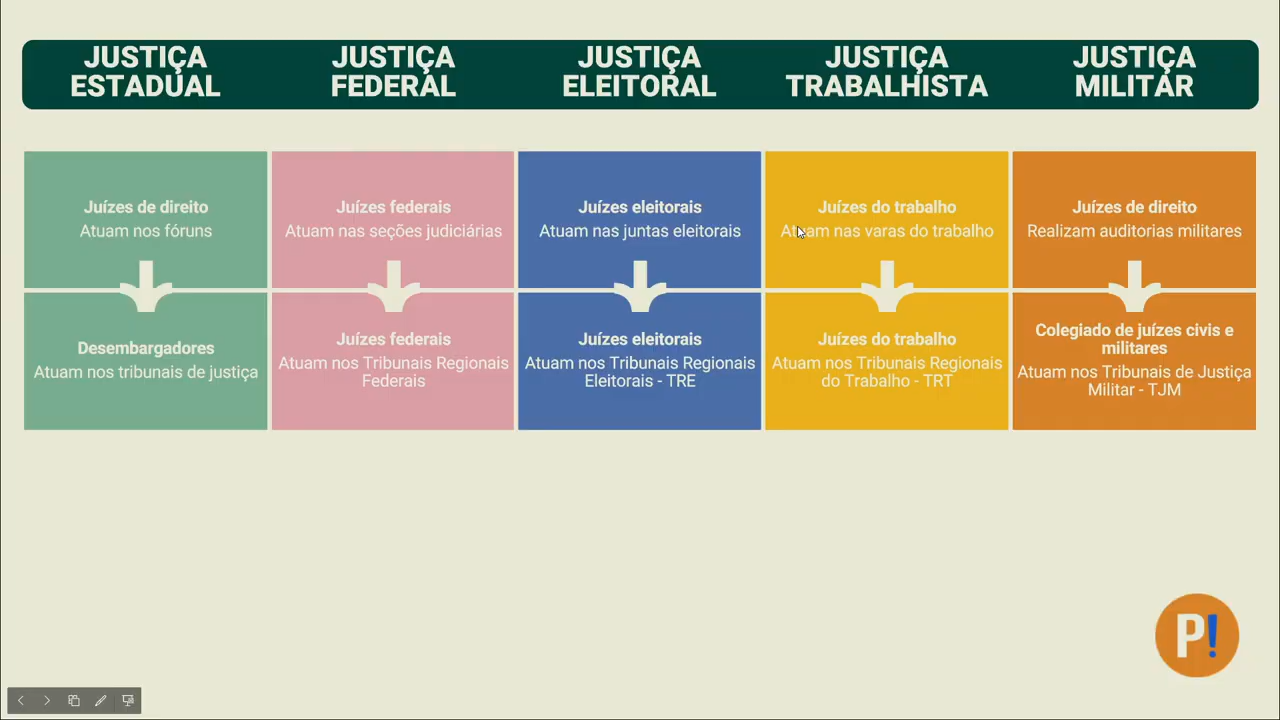 JUSTIÇA
ESTADUAL
JUSTIÇA
FEDERAL
JUSTIÇA
ELEITORAL
JUSTIÇA
TRABALHISTA
JUSTIÇA
MILITAR
Juízes de direito
Atuam nos fóruns
Juízes federais
Atuam nas seções judiciárias
Juízes eleitorais
Atuam nas juntas eleitorais
Juízes do trabalho
Atuam nas varas do trabalho
Juízes de direito
Realizam auditorias militares
Desembargadores
Atuam nos tribunais de justiça
Juízes federais
Atuam nos Tribunais Regionais
Federais
Juízes eleitorais
Atuam nos Tribunais Regionais
Eleitorais - TRE
Juízes do trabalho
Atuam nos Tribunais Regionais
do Trabalho - TRT
Colegiado de juízes civis e
militares
Atuam nos Tribunais de Justiça
Militar - TJM
P!